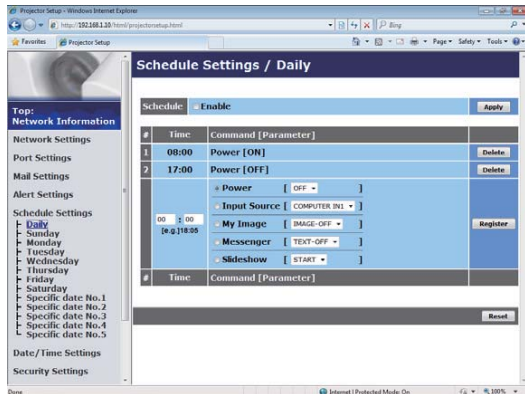 Projector Setup - Windows Internet Explorer
http://192.168.1.10/html/projectorsetup.html
Bing
Favorites Projector Setup Page Safety Tools
Top:
Network Information
Network Settings
Port Settings
Mail Settings
Alert Settings
Schedule Settings
Daily
Sunday
Monday
Tuesday
Wednesday
Thursday
Friday
Saturday
Specific date No.1
Specific date No.2
Specific date No.3
Specific date No.4
Specific date No.5
Date/Time Settings
Security Settings
Schedule Settings / Daily
Schedule Enable Apply
# Time Command [Parameter]
1 08:00 Power [ON] Delete
2 17:00 Power [OFF] Delete
Power [ OFF ]
Input Source [ COMPUTER IN1 ]
00 : 00 My Image [ IMAGE-OFF ] Register
[e.g.]18:05
Messenger [ TEXT-OFF ]
Slideshow [ START ]
# Time Command [Parameter]
Reset
Done Internet | Protected Mode: On 100%